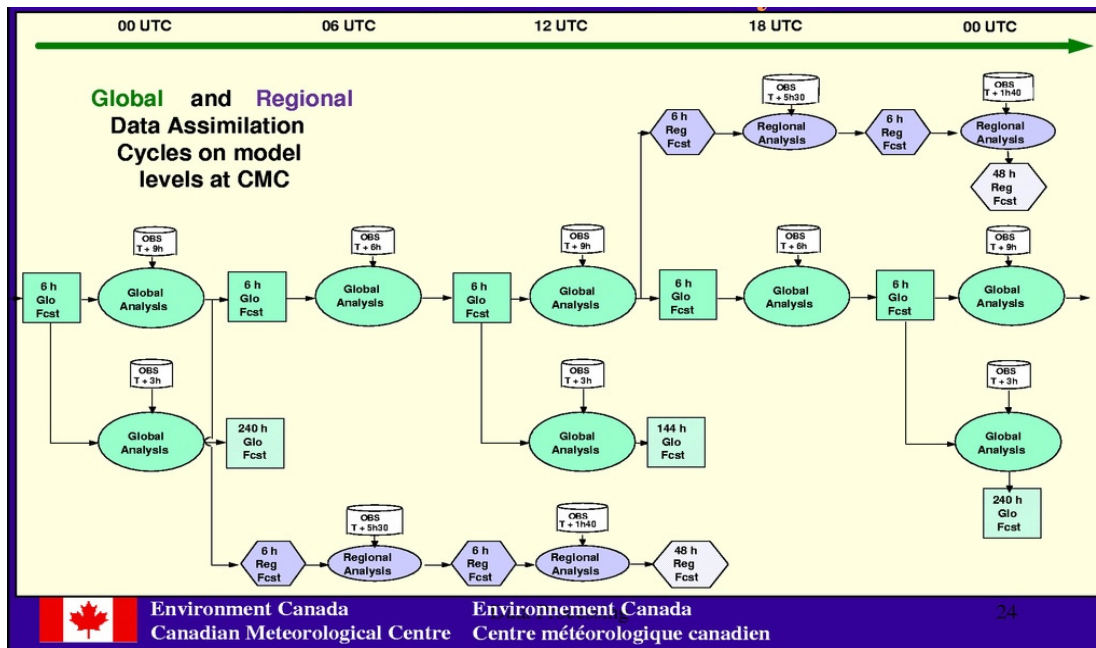 00 UTC
06 UTC
12 UTC
18 UTC
00 UTC
Global and Regional
Data Assimilation
Cycles on model
levels at CMC
6 h
Reg
Fcst
OBS
T + 5h30
Regional
Analysis
6 h
Reg
Fcst
OBS
T + 1h40
Regional
Analysis
48 h
Reg
Fcst
6 h
Glo
Fcst
OBS
T + 9h
Global
Analysis
6 h
Glo
Fcst
OBS
T + 6h
Global
Analysis
6 h
Glo
Fcst
OBS
T + 9h
Global
Analysis
6 h
Glo
Fcst
OBS
T + 6h
Global
Analysis
6 h
Glo
Fcst
OBS
T + 9h
Global
Analysis
OBS
T + 3h
Global
Analysis
240 h
Glo
Fcst
OBS
T + 3h
Global
Analysis
144 h
Glo
Fcst
OBS
T + 3h
Global
Analysis
240 h
Glo
Fcst
6 h
Reg
Fcst
OBS
T + 5h30
Regional
Analysis
6 h
Reg
Fcst
OBS
T + 1h40
Regional
Analysis
48 h
Reg
Fcst
Environment Canada
Canadian Meteorological Centre
Environnement Canada
Centre météorologique canadien
Data Processing
24